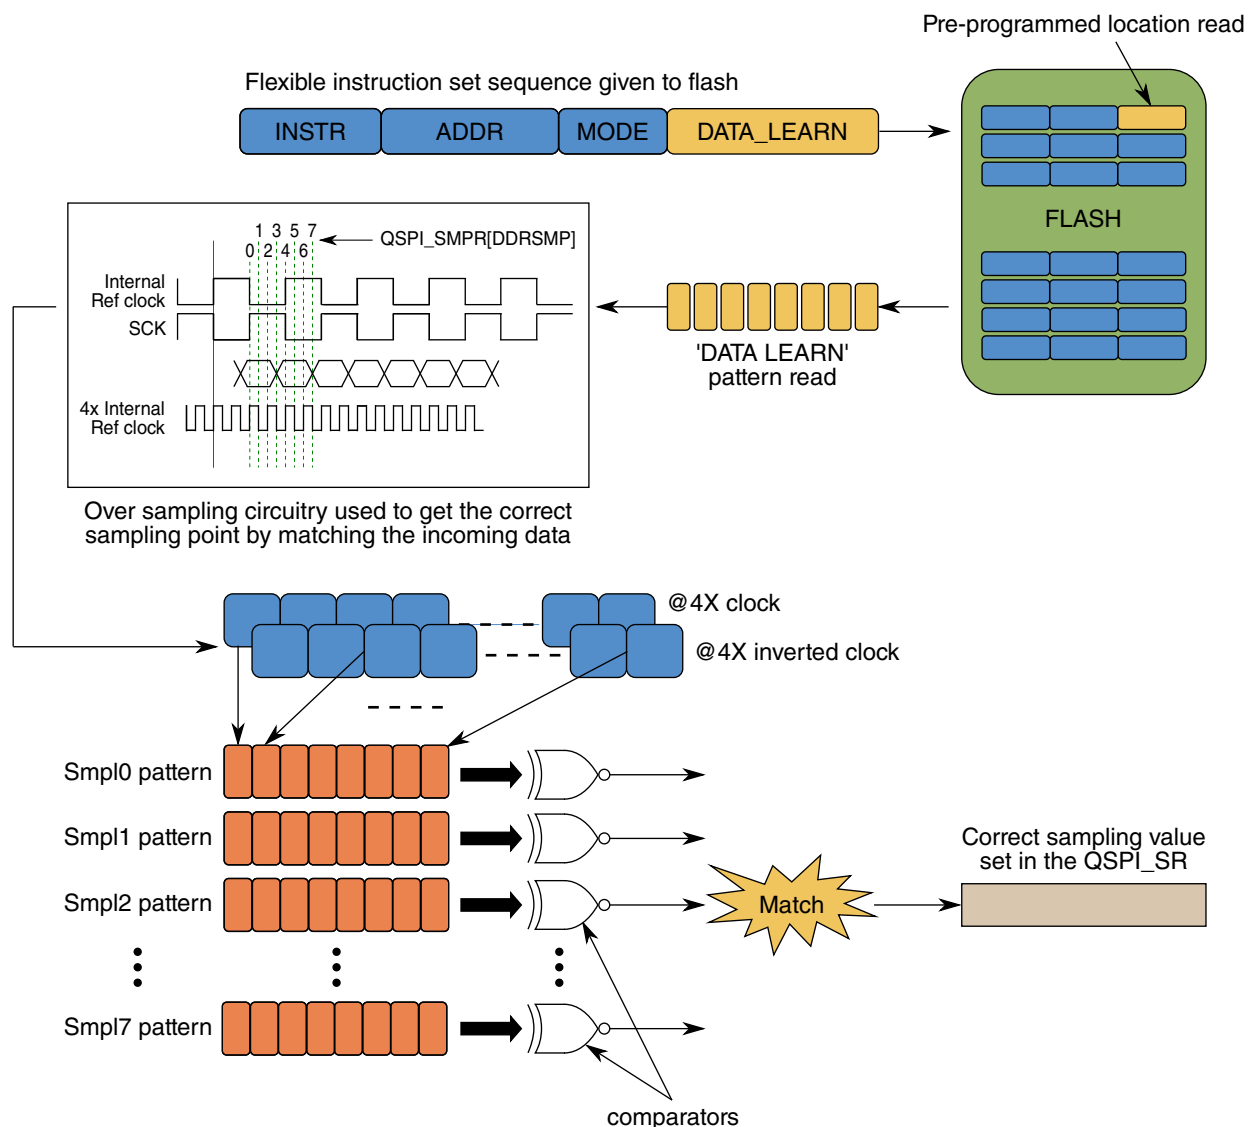 Pre-programmed location read
Flexible instruction set sequence given to flash
INSTR ADDR MODE DATA_LEARN
FLASH
1 3 5 7
0 2 4 6
QSPI_SMPR[DDRSMP]
Internal
Ref clock
SCK
4x Internal
Ref clock
'DATA LEARN'
pattern read
Over sampling circuitry used to get the correct
sampling point by matching the incoming data
@4X clock
@4X inverted clock
Smpl0 pattern
Smpl1 pattern
Smpl2 pattern
Match
Correct sampling value
set in the QSPI_SR
Smpl7 pattern
comparators